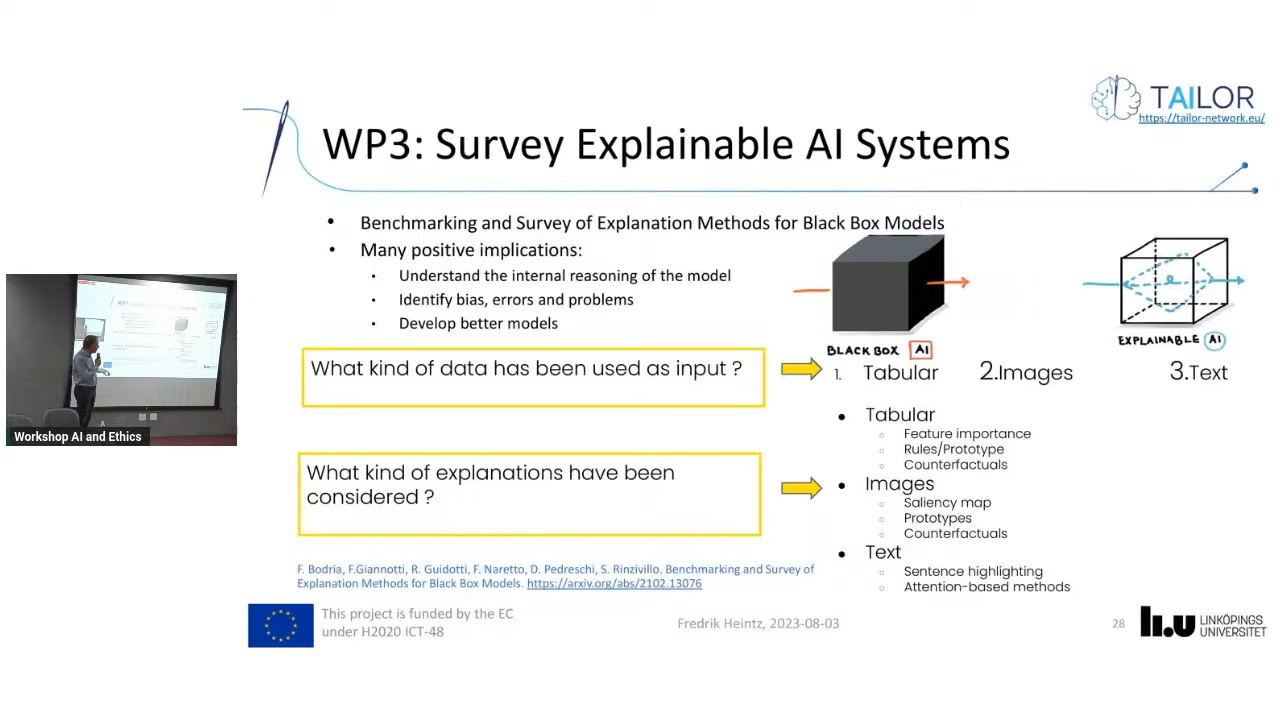 TAILOR
https://tailor-network.eu/
WP3: Survey Explainable AI Systems
• Benchmarking and Survey of Explanation Methods for Black Box Models
• Many positive implications:
• Understand the internal reasoning of the model
• Identify bias, errors and problems
• Develop better models
BLACK BOX AI
EXPLAINABLE AI
What kind of data has been used as input ?
1. Tabular
2.Images
3.Text
What kind of explanations have been
considered ?
• Tabular
○ Feature importance
○ Rules/Prototype
○ Counterfactuals
• Images
○ Saliency map
○ Prototypes
○ Counterfactuals
• Text
○ Sentence highlighting
○ Attention-based methods
Workshop AI and Ethics
F. Bodria, F.Giannotti, R. Guidotti, F. Naretto, D. Pedreschi, S. Rinzivillo. Benchmarking and Survey of
Explanation Methods for Black Box Models. https://arxiv.org/abs/2102.13076
This project is funded by the EC
under H2020 ICT-48
Fredrik Heintz, 2023-08-03
28
LINKÖPINGS
UNIVERSITET